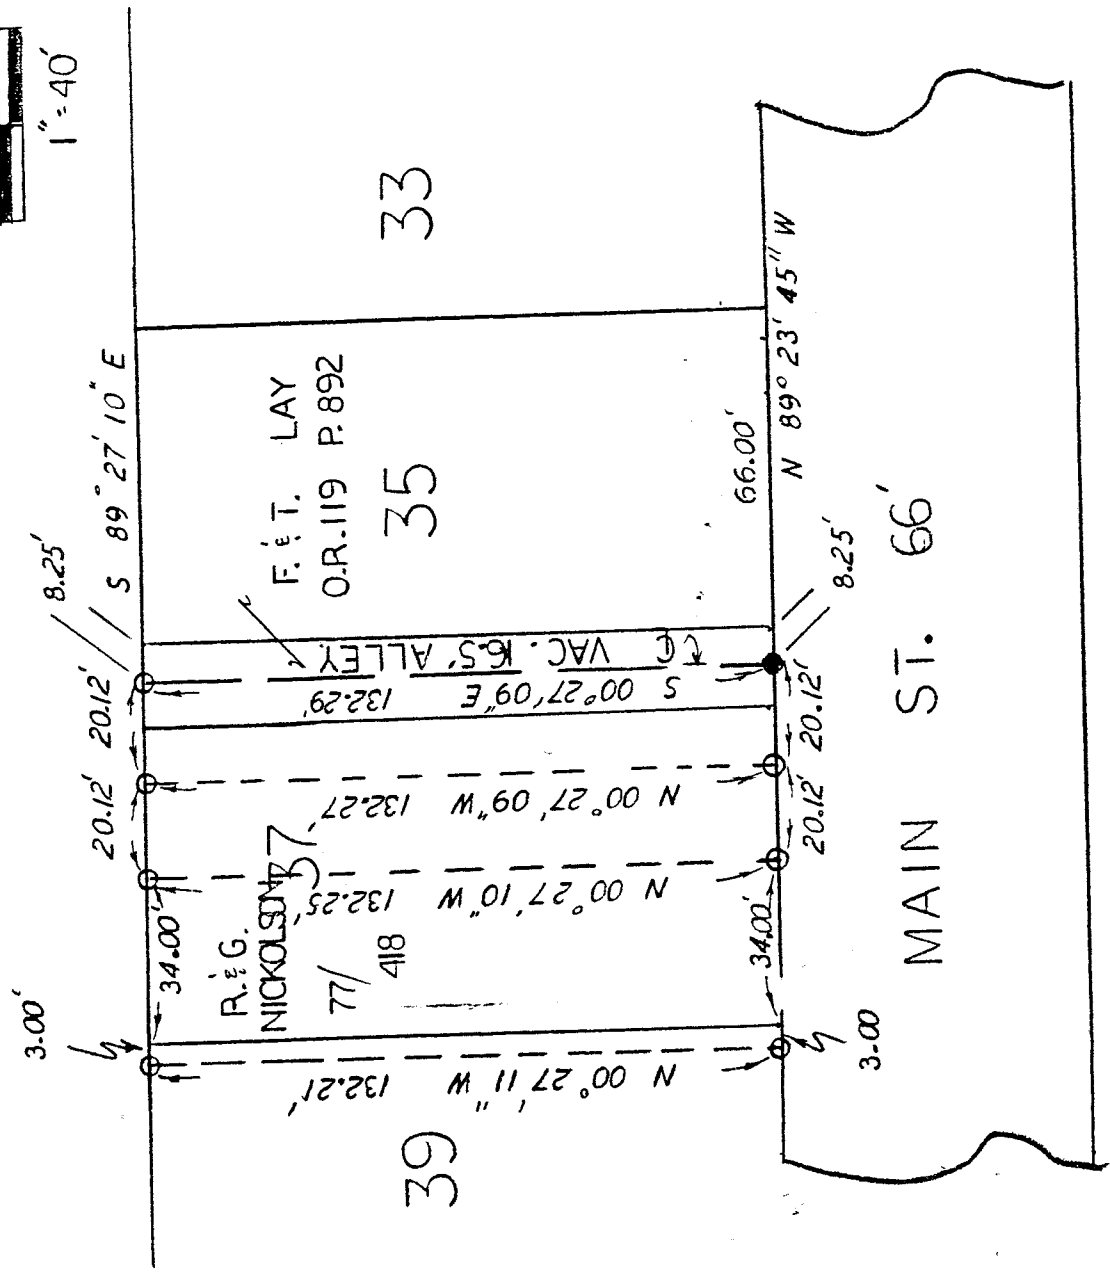 1" = 40'
S 89° 27' 10" E
3.00'
34.00'
20.12'
20.12'
8.25'
39
R. & G.
NICKOLSON
37
77/
418
F. & T. LAY
O.R. 119 P. 892
35
33
N 00° 27' 11" W 132.21'
N 00° 27' 10" W 132.25'
N 00° 27' 09" W 132.27'
S 00° 27' 09" E 132.29'
℄ VAC. 16.5' ALLEY
3.00
34.00'
20.12'
20.12'
8.25'
66.00'
N 89° 23' 45" W
MAIN ST. 66'